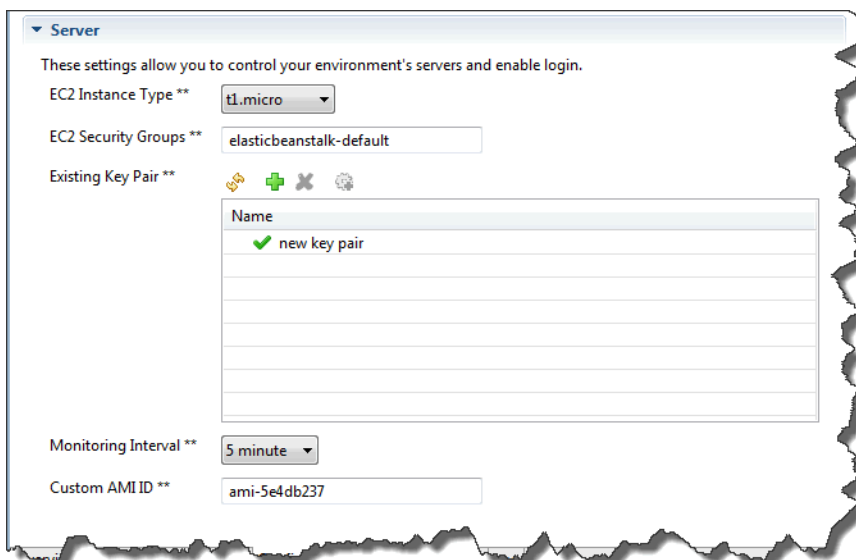 Server
These settings allow you to control your environment's servers and enable login.
EC2 Instance Type ** t1.micro
EC2 Security Groups ** elasticbeanstalk-default
Existing Key Pair **
Name
new key pair
Monitoring Interval ** 5 minute
Custom AMI ID ** ami-5e4db237